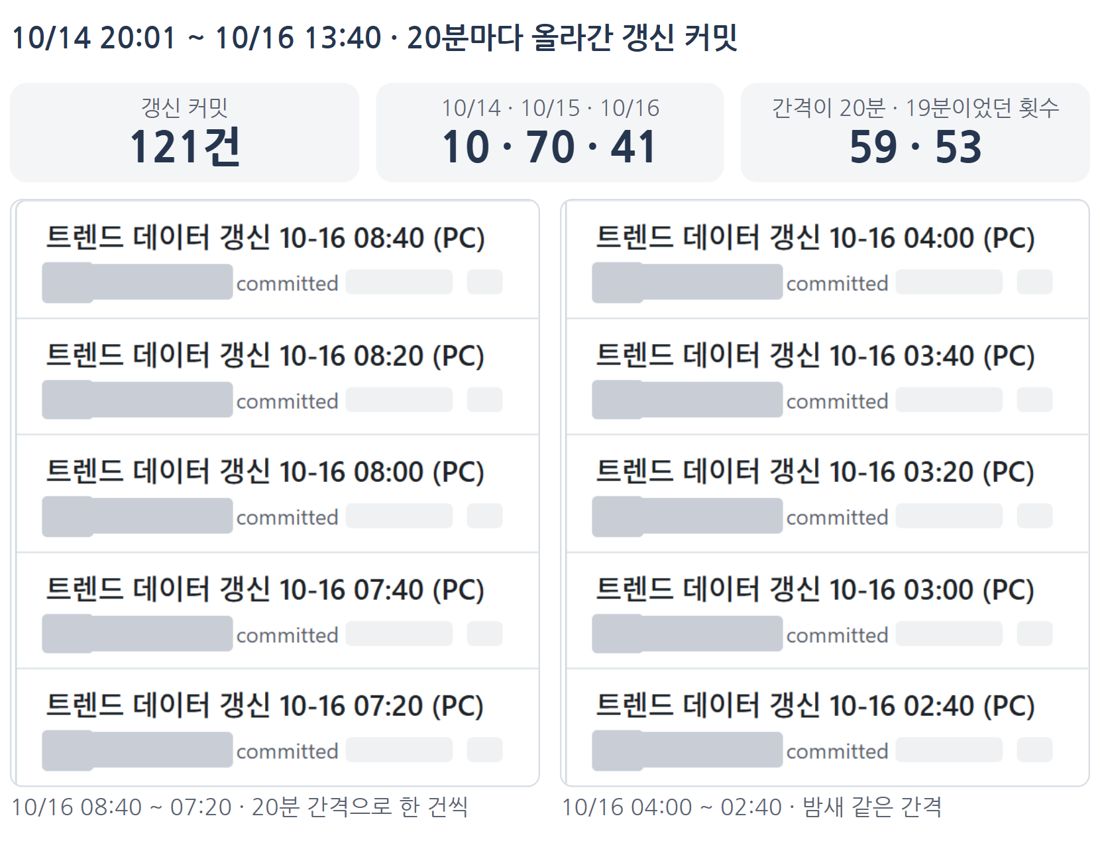 10/14 20:01 ~ 10/16 13:40 · 20분마다 올라간 갱신 커밋
갱신 커밋
121건
10/14 · 10/15 · 10/16
10 · 70 · 41
간격이 20분 · 19분이었던 횟수
59 · 53
트렌드 데이터 갱신 10-16 08:40 (PC)
committed
트렌드 데이터 갱신 10-16 08:20 (PC)
committed
트렌드 데이터 갱신 10-16 08:00 (PC)
committed
트렌드 데이터 갱신 10-16 07:40 (PC)
committed
트렌드 데이터 갱신 10-16 07:20 (PC)
committed
10/16 08:40 ~ 07:20 · 20분 간격으로 한 건씩
트렌드 데이터 갱신 10-16 04:00 (PC)
committed
트렌드 데이터 갱신 10-16 03:40 (PC)
committed
트렌드 데이터 갱신 10-16 03:20 (PC)
committed
트렌드 데이터 갱신 10-16 03:00 (PC)
committed
트렌드 데이터 갱신 10-16 02:40 (PC)
committed
10/16 04:00 ~ 02:40 · 밤새 같은 간격